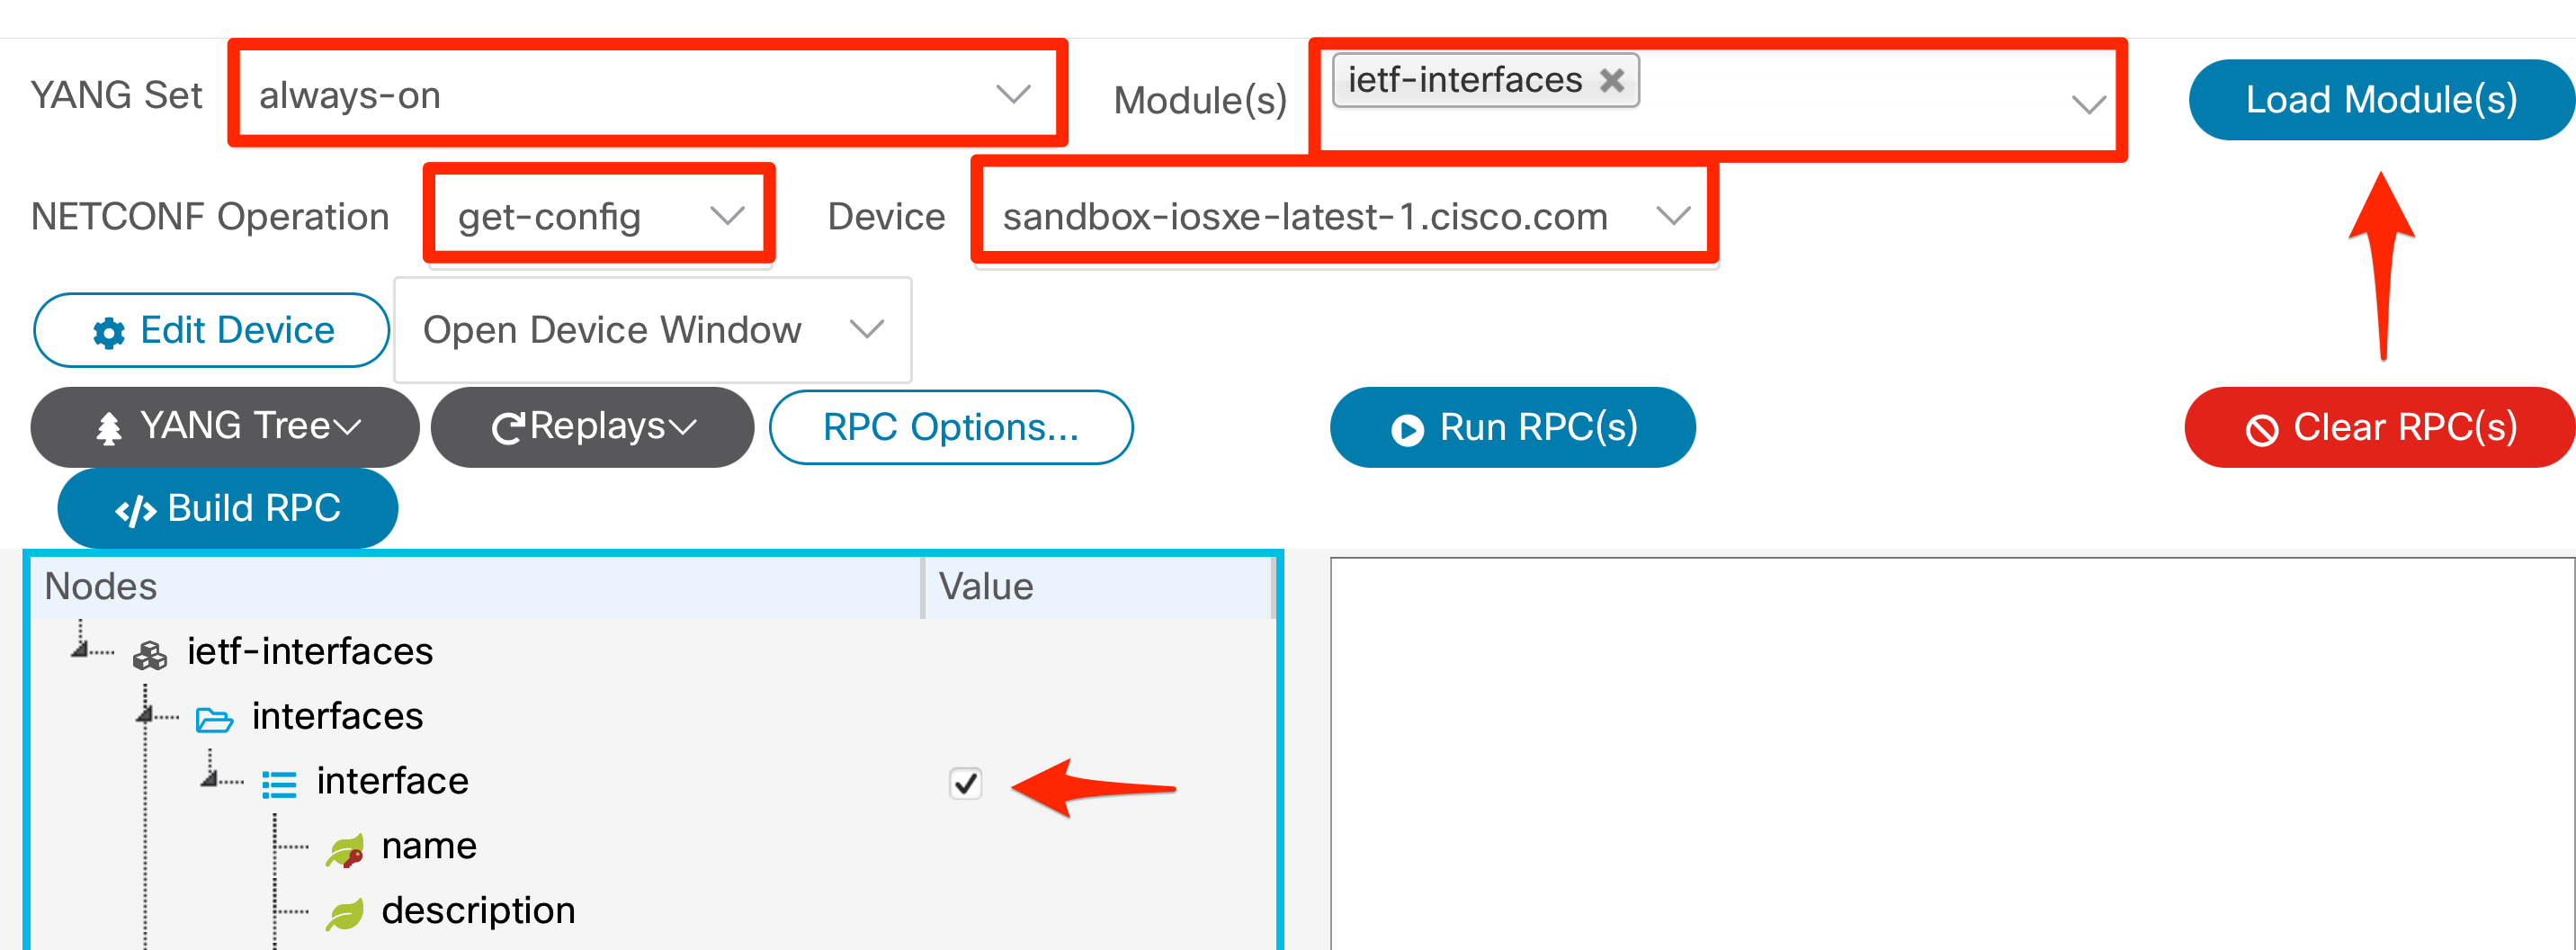 YANG Set always-on Module(s) ietf-interfaces Load Module(s)
NETCONF Operation get-config Device sandbox-iosxe-latest-1.cisco.com
Edit Device Open Device Window
YANG Tree Replays RPC Options... Run RPC(s) Clear RPC(s)
</> Build RPC
Nodes Value
ietf-interfaces
interfaces
interface
name
description